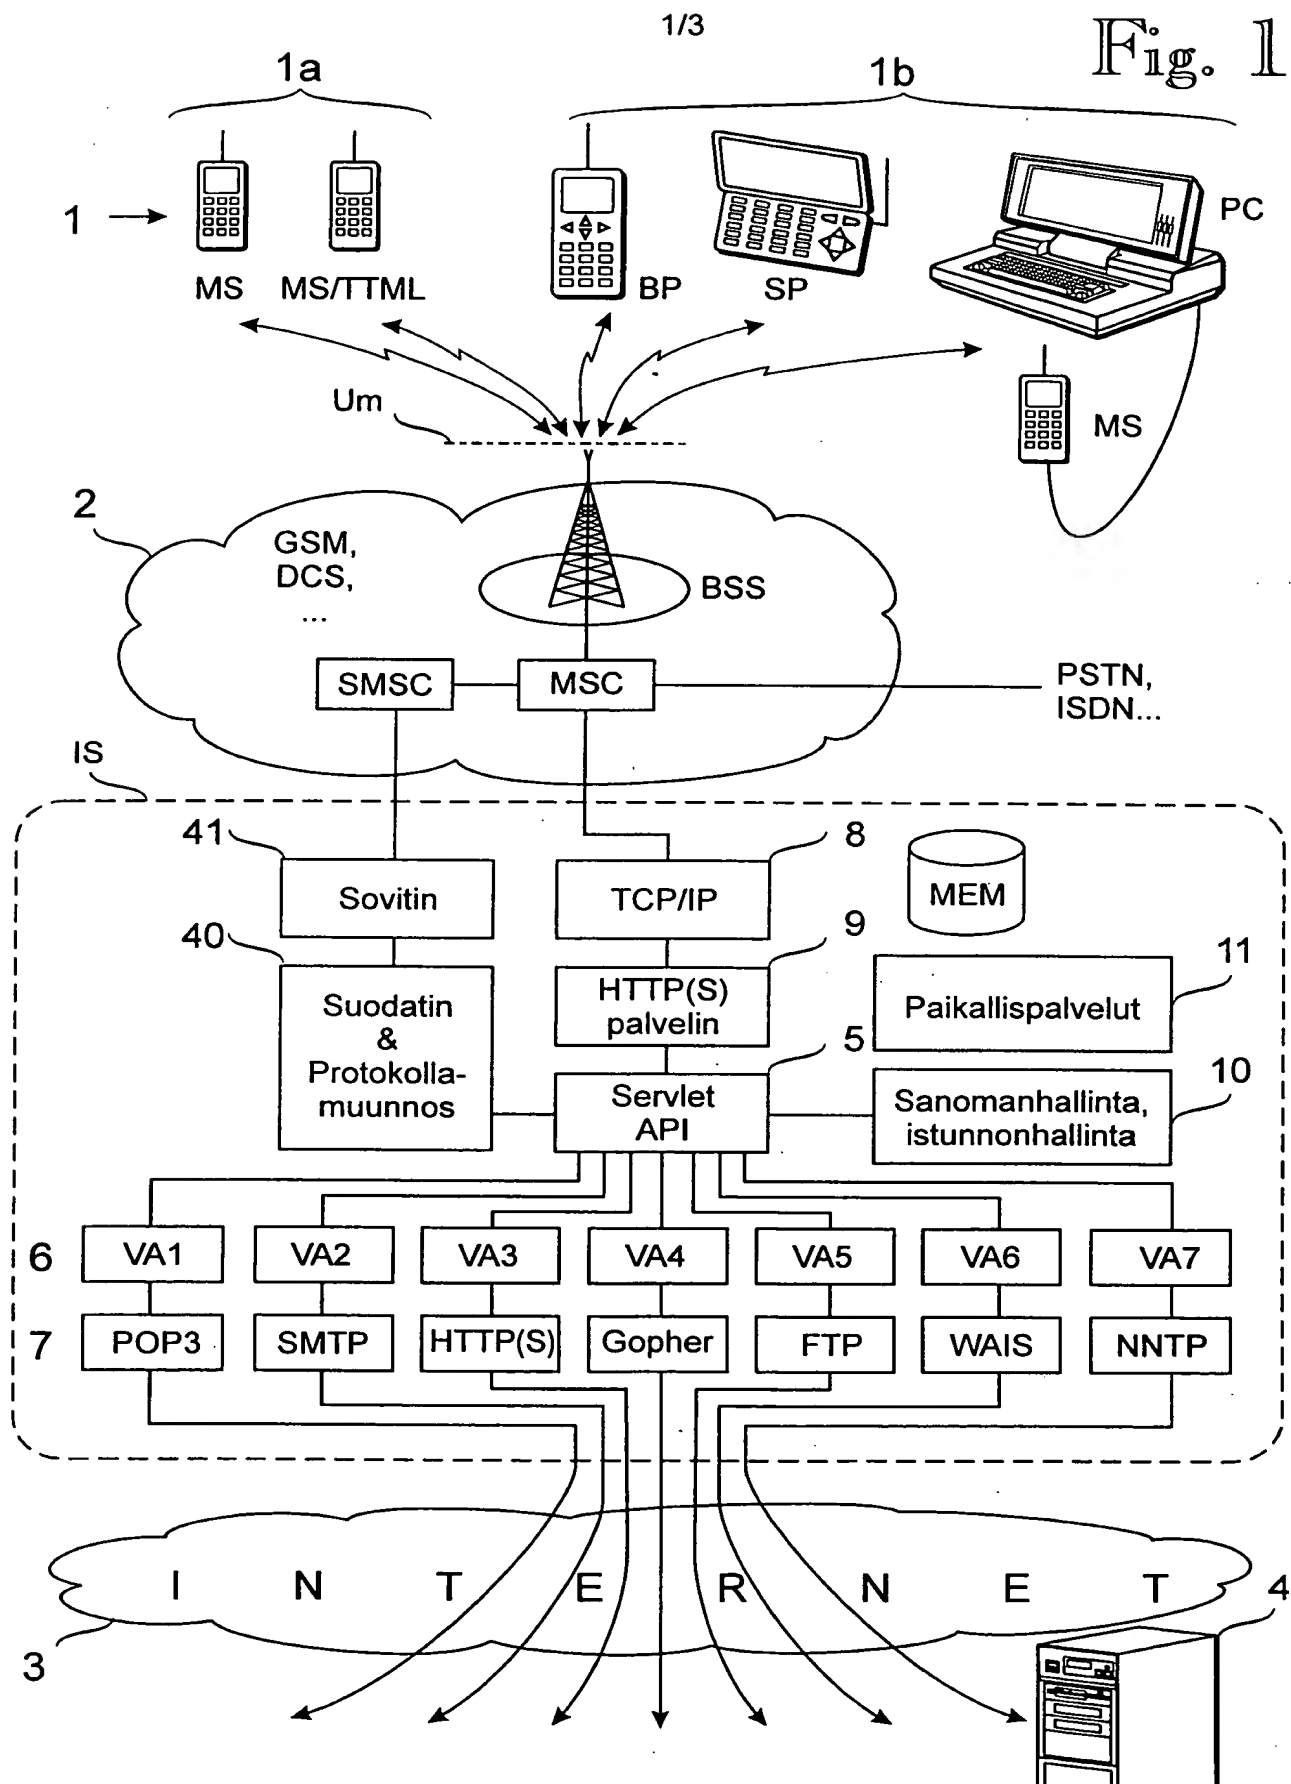 1/3
Fig. 1
1a
1b
1
MS
MS/TTML
BP
SP
PC
Um
MS
2
GSM,
DCS,
...
BSS
SMSC
MSC
PSTN,
ISDN...
IS
41
Sovitin
8
TCP/IP
MEM
40
Suodatin
&
Protokolla-
muunnos
9
HTTP(S)
palvelin
11
Paikallispalvelut
5
Servlet
API
10
Sanomanhallinta,
istunnonhallinta
6
VA1
VA2
VA3
VA4
VA5
VA6
VA7
7
POP3
SMTP
HTTP(S)
Gopher
FTP
WAIS
NNTP
I N T E R N E T
3
4